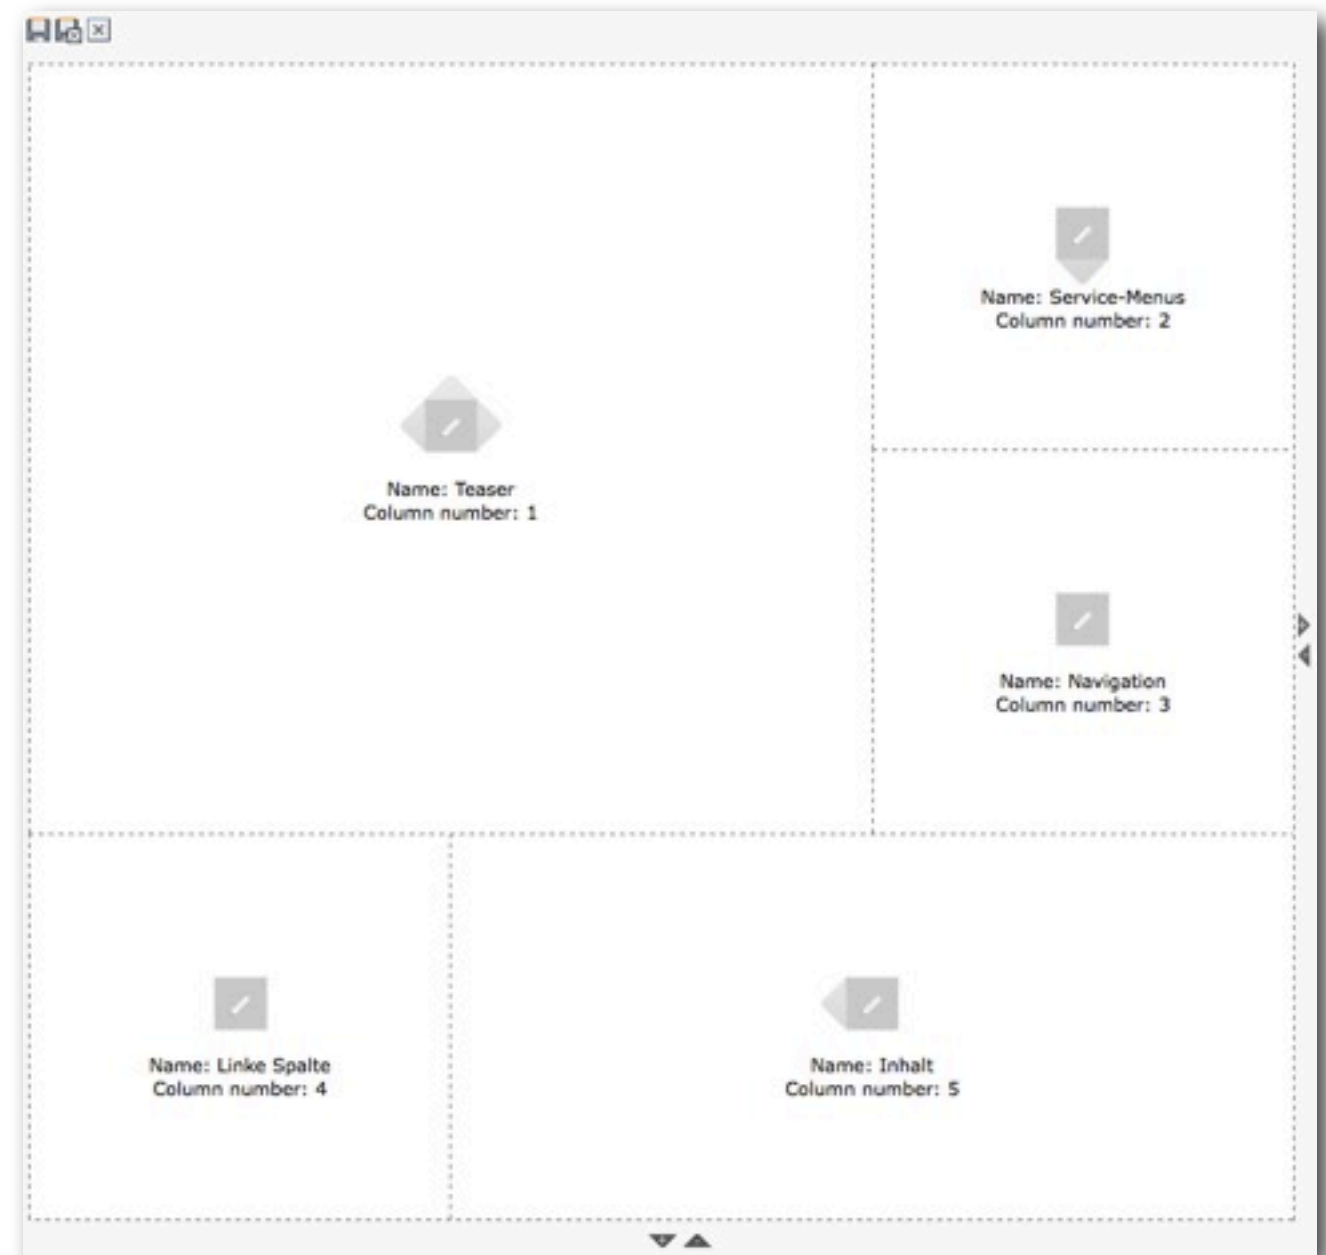 Name: Service-Menus
Column number: 2
Name: Teaser
Column number: 1
Name: Navigation
Column number: 3
Name: Linke Spalte
Column number: 4
Name: Inhalt
Column number: 5